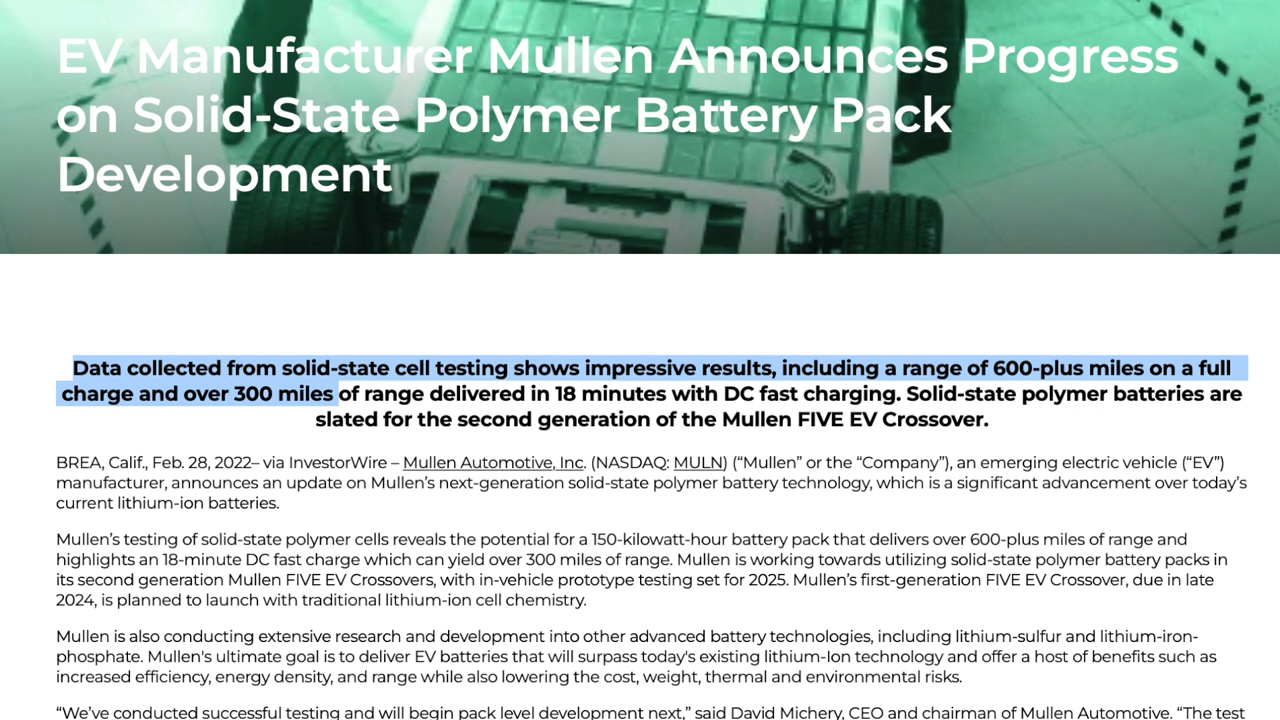 EV Manufacturer Mullen Announces Progress
on Solid-State Polymer Battery Pack
Development
Data collected from solid-state cell testing shows impressive results, including a range of 600-plus miles on a full
charge and over 300 miles of range delivered in 18 minutes with DC fast charging. Solid-state polymer batteries are
slated for the second generation of the Mullen FIVE EV Crossover.
BREA, Calif., Feb. 28, 2022– via InvestorWire – Mullen Automotive, Inc. (NASDAQ: MULN) (“Mullen” or the “Company”), an emerging electric vehicle (“EV”)
manufacturer, announces an update on Mullen’s next-generation solid-state polymer battery technology, which is a significant advancement over today’s
current lithium-ion batteries.
Mullen’s testing of solid-state polymer cells reveals the potential for a 150-kilowatt-hour battery pack that delivers over 600-plus miles of range and
highlights an 18-minute DC fast charge which can yield over 300 miles of range. Mullen is working towards utilizing solid-state polymer battery packs in
its second generation Mullen FIVE EV Crossovers, with in-vehicle prototype testing set for 2025. Mullen’s first-generation FIVE EV Crossover, due in late
2024, is planned to launch with traditional lithium-ion cell chemistry.
Mullen is also conducting extensive research and development into other advanced battery technologies, including lithium-sulfur and lithium-iron-
phosphate. Mullen's ultimate goal is to deliver EV batteries that will surpass today's existing lithium-Ion technology and offer a host of benefits such as
increased efficiency, energy density, and range while also lowering the cost, weight, thermal and environmental risks.
“We’ve conducted successful testing and will begin pack level development next,” said David Michery, CEO and chairman of Mullen Automotive. “The test